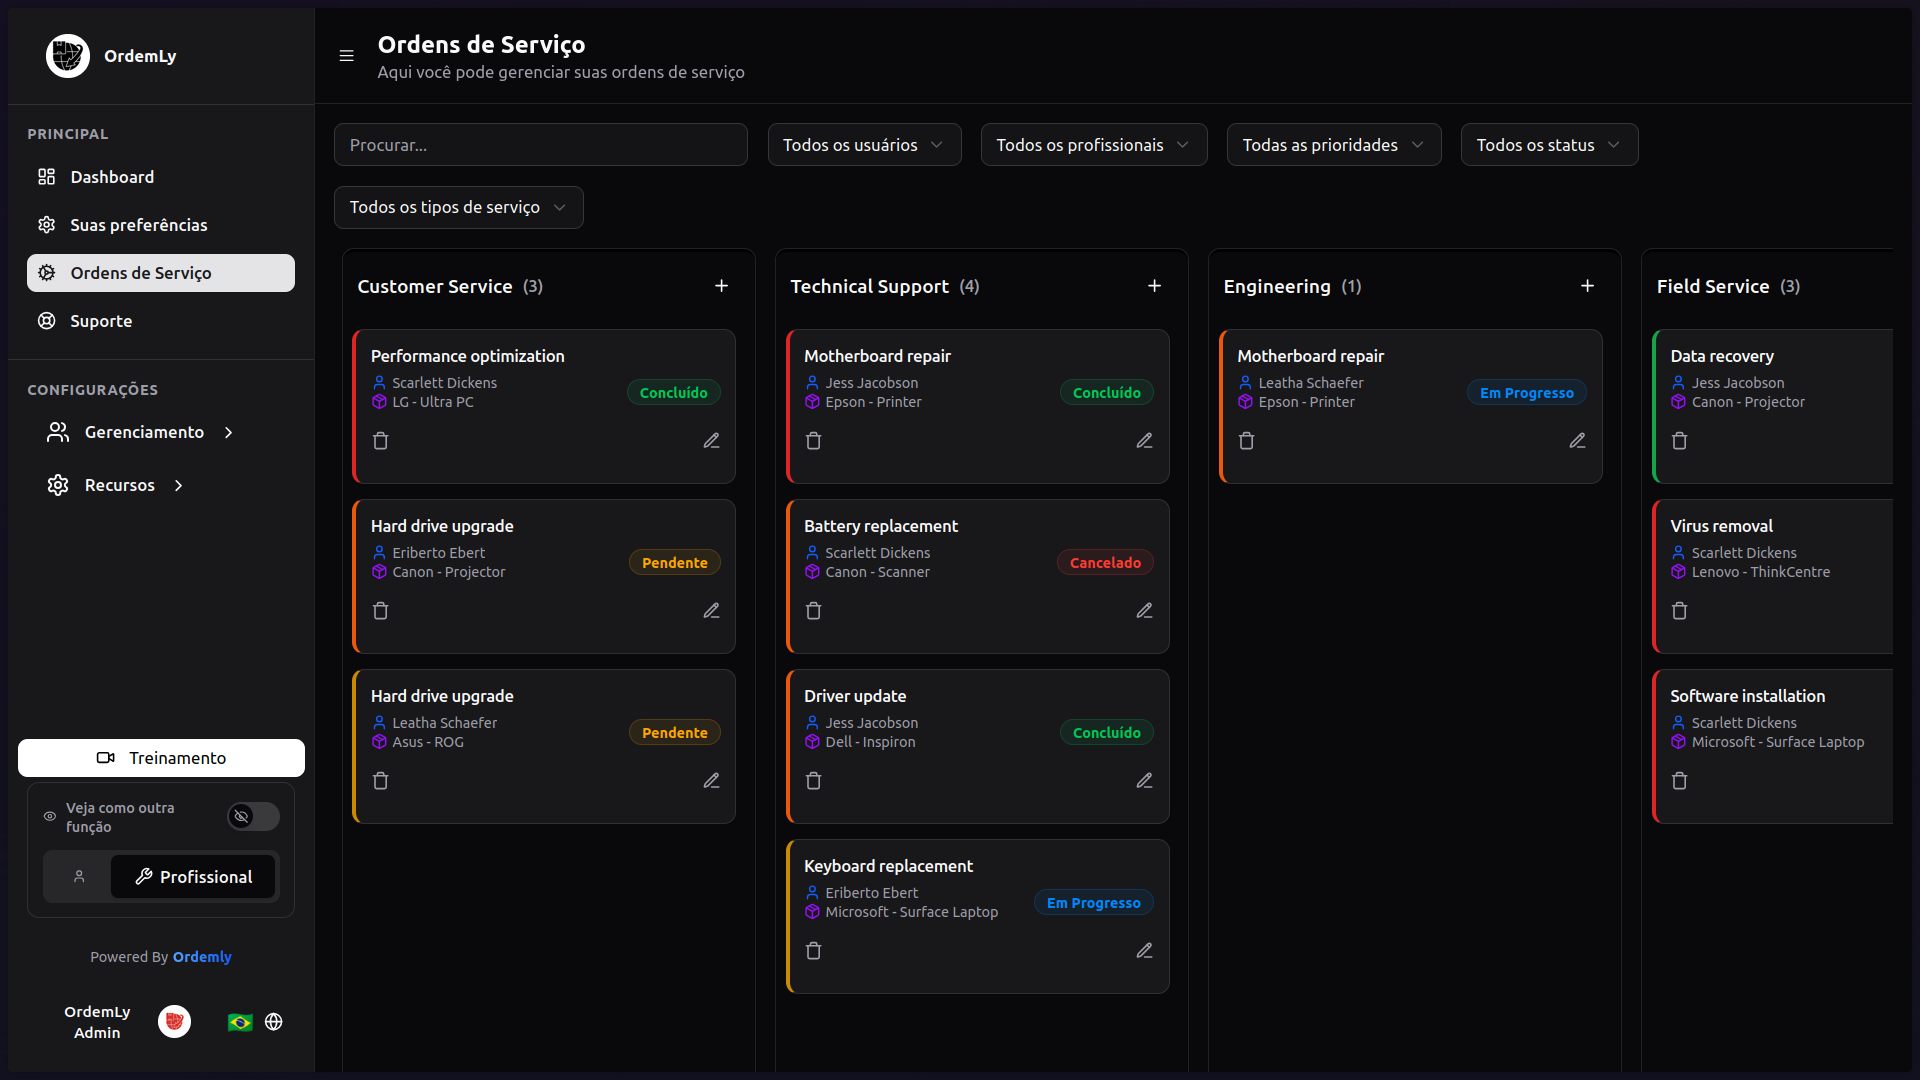 OrdemLy
PRINCIPAL
Dashboard
Suas preferências
Ordens de Serviço
Suporte
CONFIGURAÇÕES
Gerenciamento
Recursos
Treinamento
Veja como outra
função
Profissional
Powered By Ordemly
OrdemLy
Admin
Ordens de Serviço
Aqui você pode gerenciar suas ordens de serviço
Procurar...
Todos os usuários
Todos os profissionais
Todas as prioridades
Todos os status
Todos os tipos de serviço
Customer Service (3)
Performance optimization
Scarlett Dickens
LG - Ultra PC
Concluído
Hard drive upgrade
Eriberto Ebert
Canon - Projector
Pendente
Hard drive upgrade
Leatha Schaefer
Asus - ROG
Pendente
Technical Support (4)
Motherboard repair
Jess Jacobson
Epson - Printer
Concluído
Battery replacement
Scarlett Dickens
Canon - Scanner
Cancelado
Driver update
Jess Jacobson
Dell - Inspiron
Concluído
Keyboard replacement
Eriberto Ebert
Microsoft - Surface Laptop
Em Progresso
Engineering (1)
Motherboard repair
Leatha Schaefer
Epson - Printer
Em Progresso
Field Service (3)
Data recovery
Jess Jacobson
Canon - Projector
Virus removal
Scarlett Dickens
Lenovo - ThinkCentre
Software installation
Scarlett Dickens
Microsoft - Surface Laptop